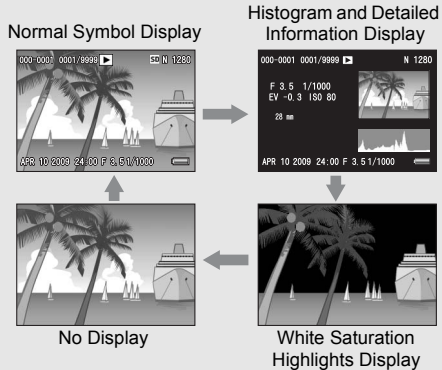 Normal Symbol Display
Histogram and Detailed
Information Display
000-0001 0001/9999 SD N 1280
APR 10 2009 24:00 F 3.5 1/1000
000-0001 0001/9999 N 1280
F 3.5 1/1000
EV -0.3 ISO 80
28 mm
APR 10 2009 24:00 F 3.5 1/1000
No Display
White Saturation
Highlights Display